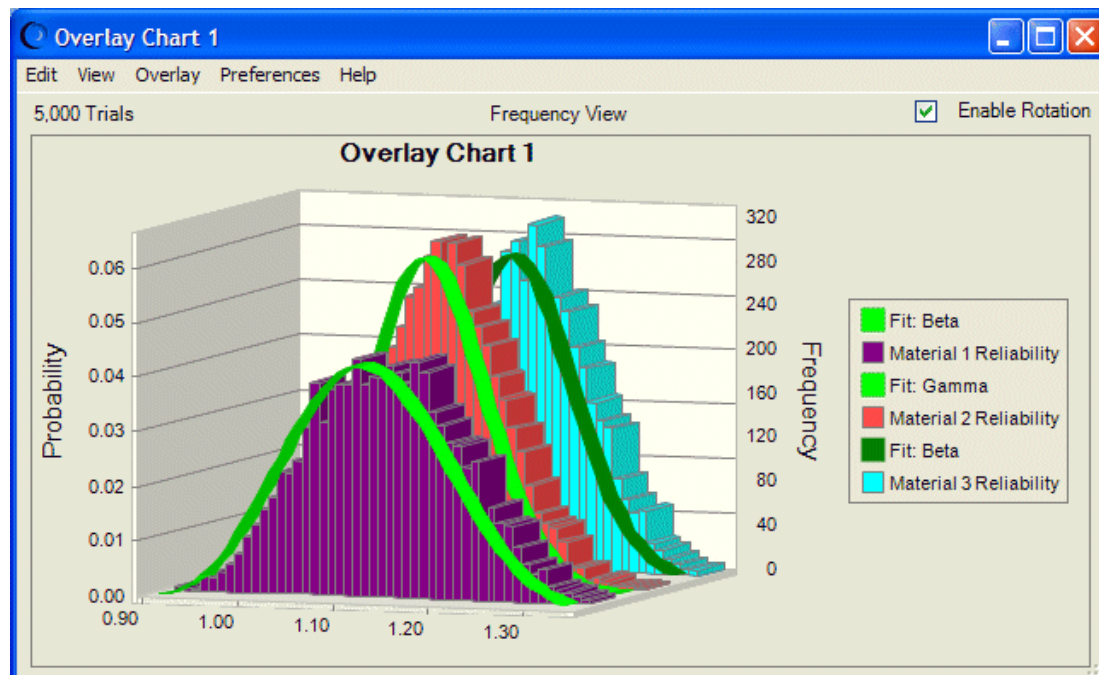 Overlay Chart 1
Edit View Overlay Preferences Help
5,000 Trials Frequency View Enable Rotation
Overlay Chart 1
Probability
0.06
0.05
0.04
0.03
0.02
0.01
0.00
0.90 1.00 1.10 1.20 1.30
320
280
240
200
160
120
80
40
0
Frequency
Fit: Beta
Material 1 Reliability
Fit: Gamma
Material 2 Reliability
Fit: Beta
Material 3 Reliability